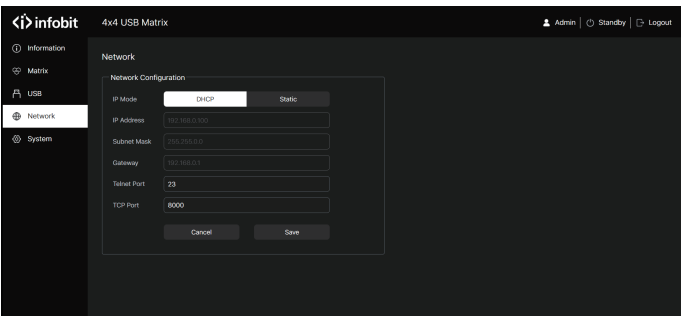 <i>infobit
4x4 USB Matrix
Admin
Standby
Logout
Information
Matrix
USB
Network
System
Network
Network Configuration
IP Mode
DHCP
Static
IP Address
192.168.0.100
Subnet Mask
255.255.0.0
Gateway
192.168.0.1
Telnet Port
23
TCP Port
8000
Cancel
Save